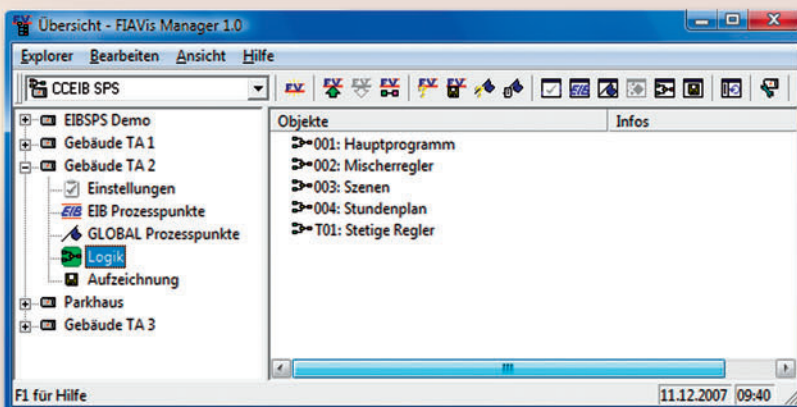 Übersicht - FIAVis Manager 1.0
Explorer Bearbeiten Ansicht Hilfe
CCEIB SPS
EIBSPS Demo
Gebäude TA 1
Gebäude TA 2
Einstellungen
EIB EIB Prozesspunkte
GLOBAL Prozesspunkte
Logik
Aufzeichnung
Parkhaus
Gebäude TA 3
Objekte Infos
001: Hauptprogramm
002: Mischerregler
003: Szenen
004: Stundenplan
T01: Stetige Regler
F1 für Hilfe 11.12.2007 09:40